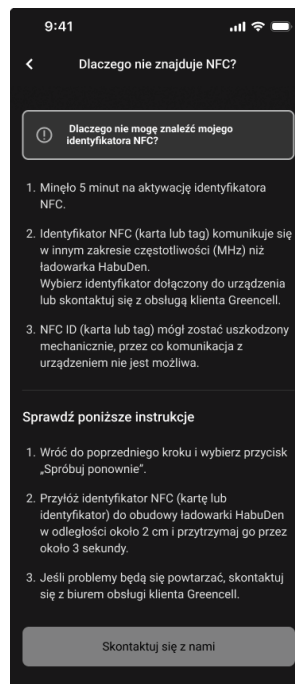 9:41
Dlaczego nie znajduje NFC?
Dlaczego nie mogę znaleźć mojego
identyfikatora NFC?
1. Minęło 5 minut na aktywację identyfikatora
NFC.
2. Identyfikator NFC (karta lub tag) komunikuje się
w innym zakresie częstotliwości (MHz) niż
ładowarka HabuDen.
Wybierz identyfikator dołączony do urządzenia
lub skontaktuj się z obsługą klienta Greencell.
3. NFC ID (karta lub tag) mógł zostać uszkodzony
mechanicznie, przez co komunikacja z
urządzeniem nie jest możliwa.
Sprawdź poniższe instrukcje
1. Wróć do poprzedniego kroku i wybierz przycisk
„Spróbuj ponownie”.
2. Przyłóż identyfikator NFC (kartę lub
identyfikator) do obudowy ładowarki HabuDen
w odległości około 2 cm i przytrzymaj go przez
około 3 sekundy.
3. Jeśli problemy będą się powtarzać, skontaktuj
się z biurem obsługi klienta Greencell.
Skontaktuj się z nami